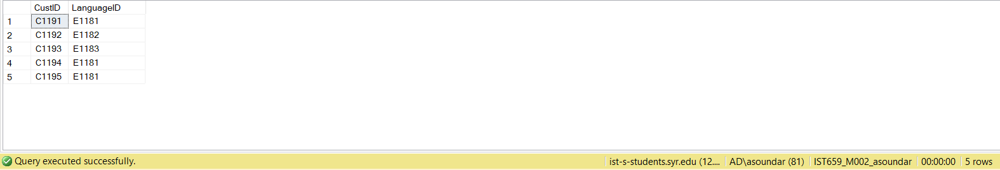 CustID LanguageID
1 C1191 E1181
2 C1192 E1182
3 C1193 E1183
4 C1194 E1181
5 C1195 E1181
Query executed successfully. ist-s-students.syr.edu (12.... AD\asoundar (81) IST659_M002_asoundar 00:00:00 5 rows